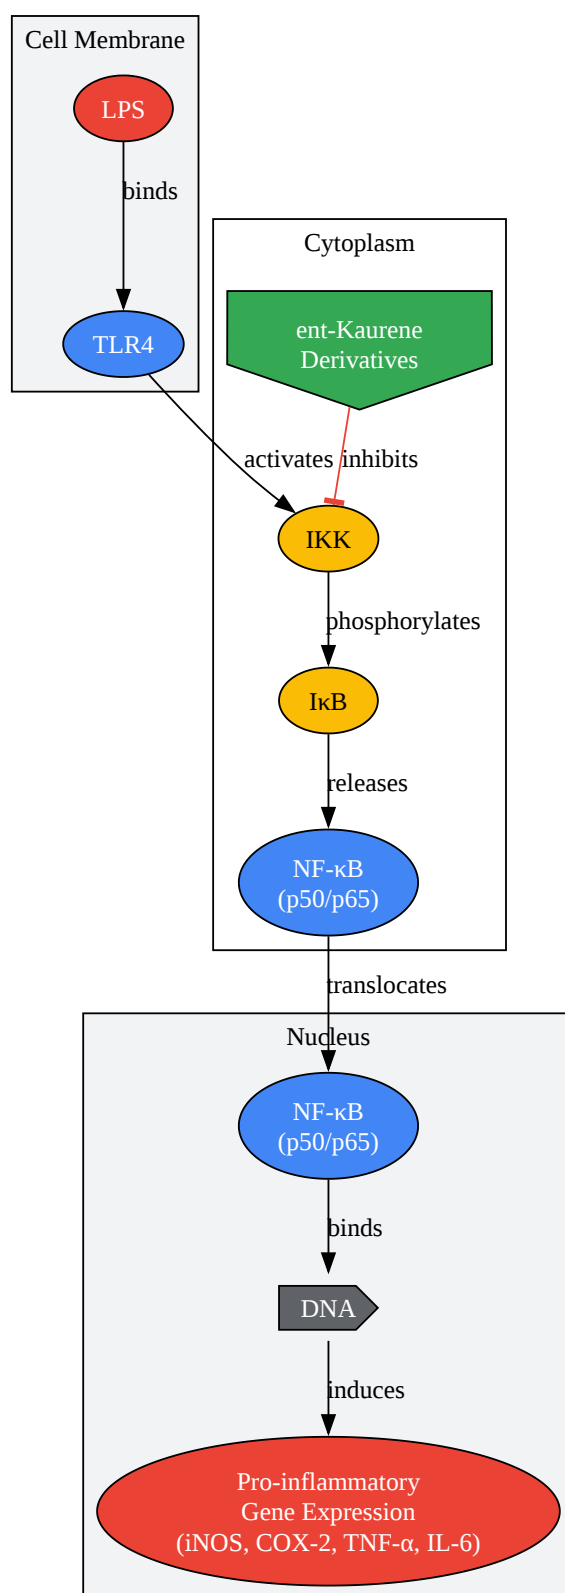 Cell Membrane
LPS
binds
TLR4
Cytoplasm
ent-Kaurene
Derivatives
activates
inhibits
IKK
phosphorylates
IκB
releases
NF-κB
(p50/p65)
translocates
Nucleus
NF-κB
(p50/p65)
binds
DNA
induces
Pro-inflammatory
Gene Expression
(iNOS, COX-2, TNF-α, IL-6)